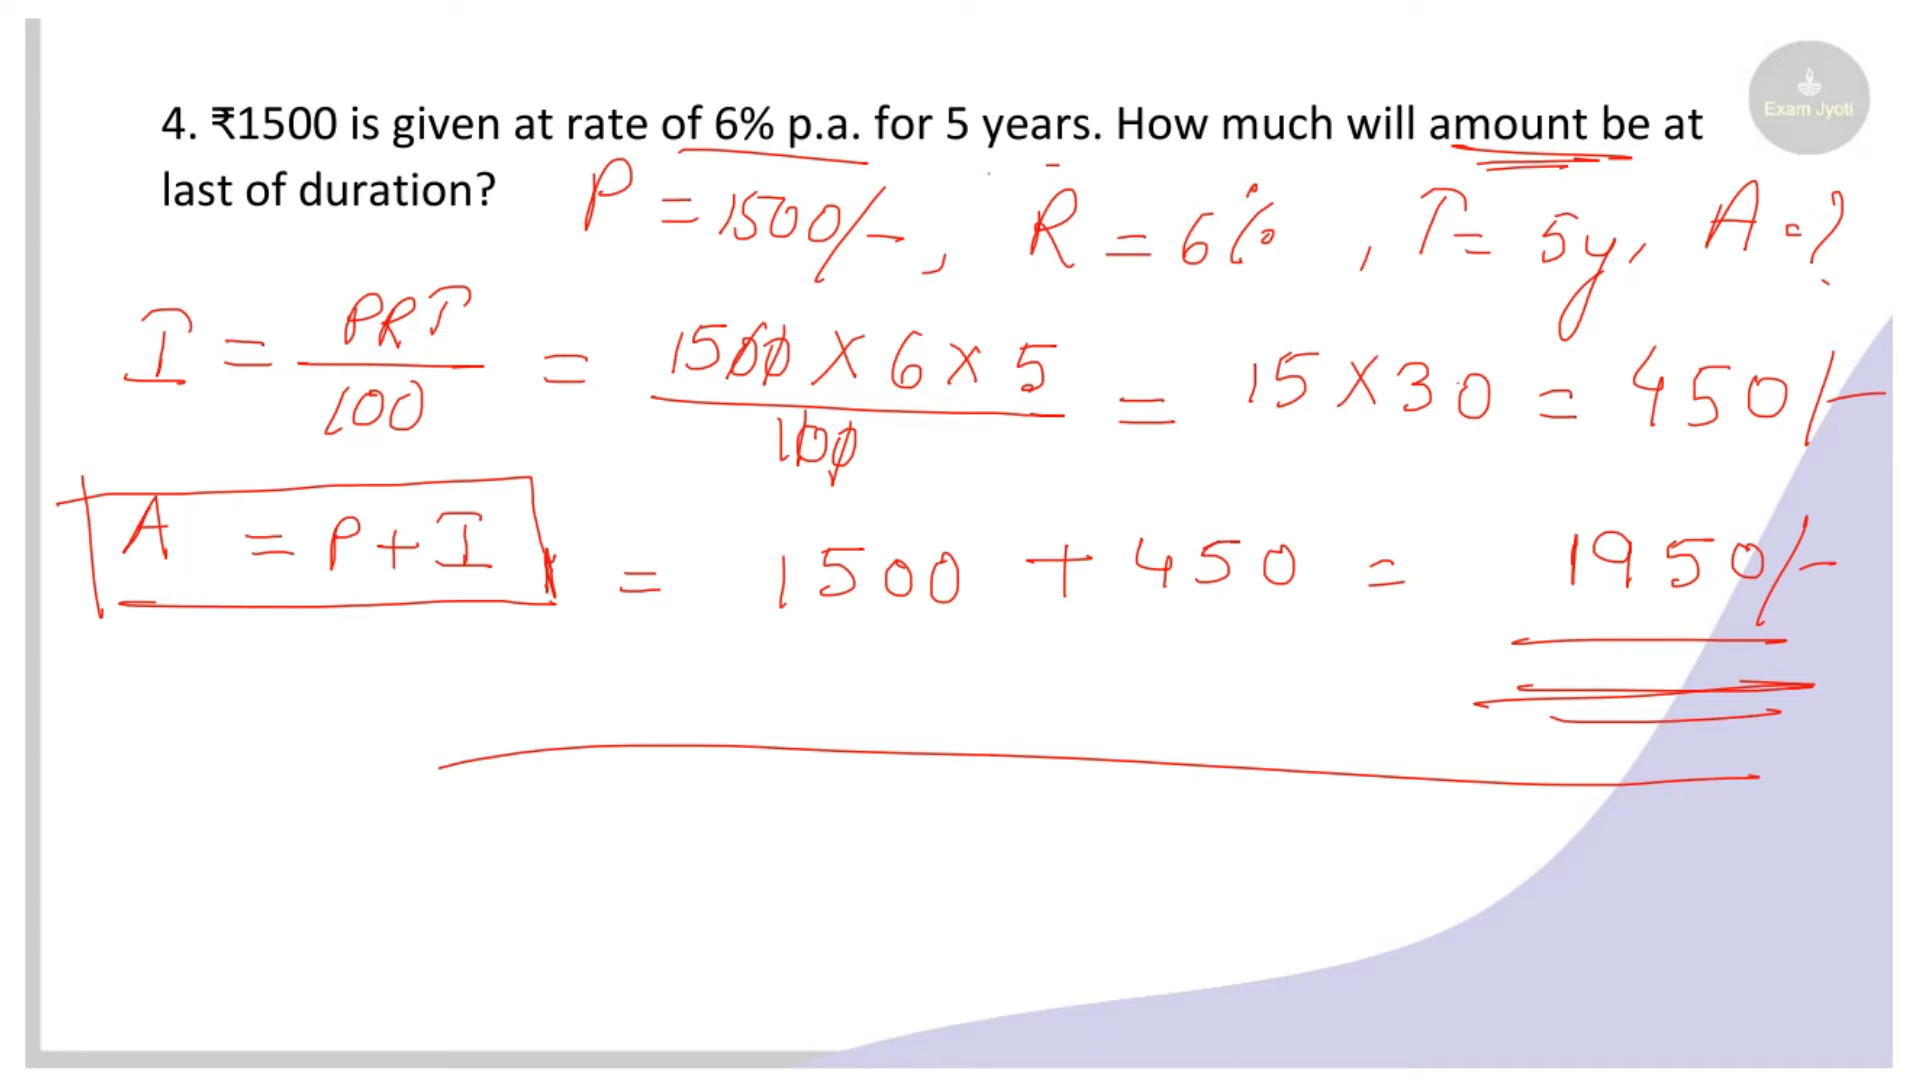 Exam Jyoti
4. ₹1500 is given at rate of 6% p.a. for 5 years. How much will amount be at
last of duration?
P = 1500/-, R = 6%, T = 5y, A = ?
I = PRT/100 = 1500 X 6 X 5/100 = 15 X 30 = 450/-
A = P + I = 1500 + 450 = 1950/-